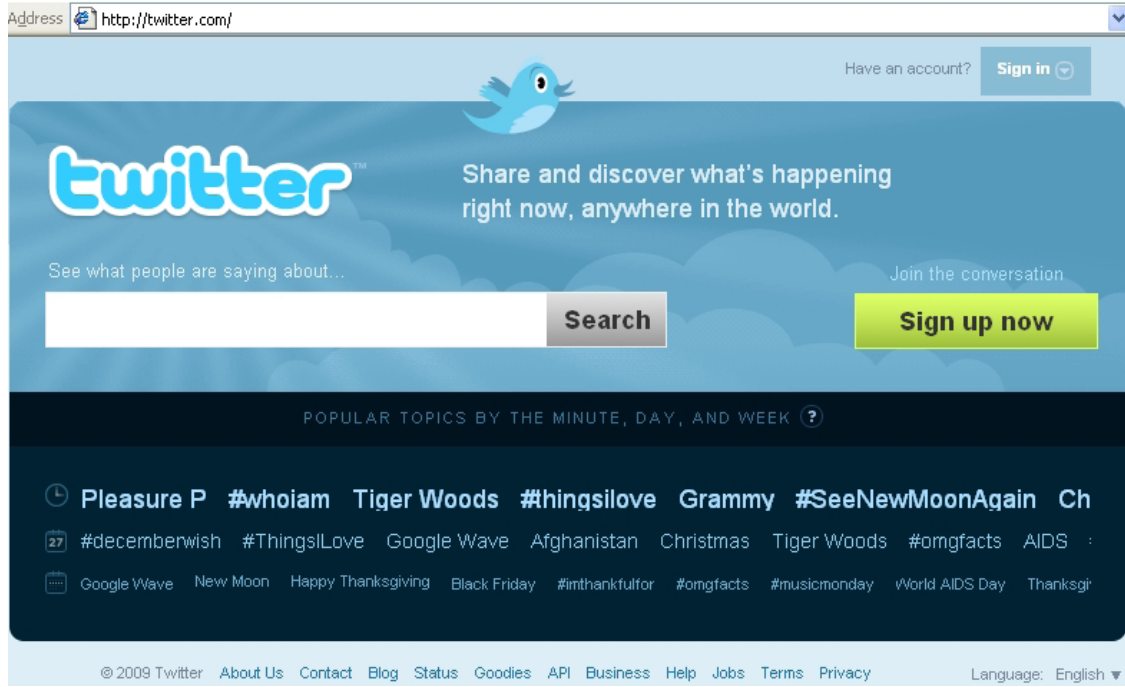 Address http://twitter.com/
Have an account? Sign in
twitter™
Share and discover what's happening
right now, anywhere in the world.
See what people are saying about...
Join the conversation
Search
Sign up now
POPULAR TOPICS BY THE MINUTE, DAY, AND WEEK ?
Pleasure P #whoiam Tiger Woods #thingsilove Grammy #SeeNewMoonAgain Ch
27 #decemberwish #ThingsILove Google Wave Afghanistan Christmas Tiger Woods #omgfacts AIDS
Google Wave New Moon Happy Thanksgiving Black Friday #imthankfulfor #omgfacts #musicmonday World AIDS Day Thanksgi
© 2009 Twitter About Us Contact Blog Status Goodies API Business Help Jobs Terms Privacy Language: English